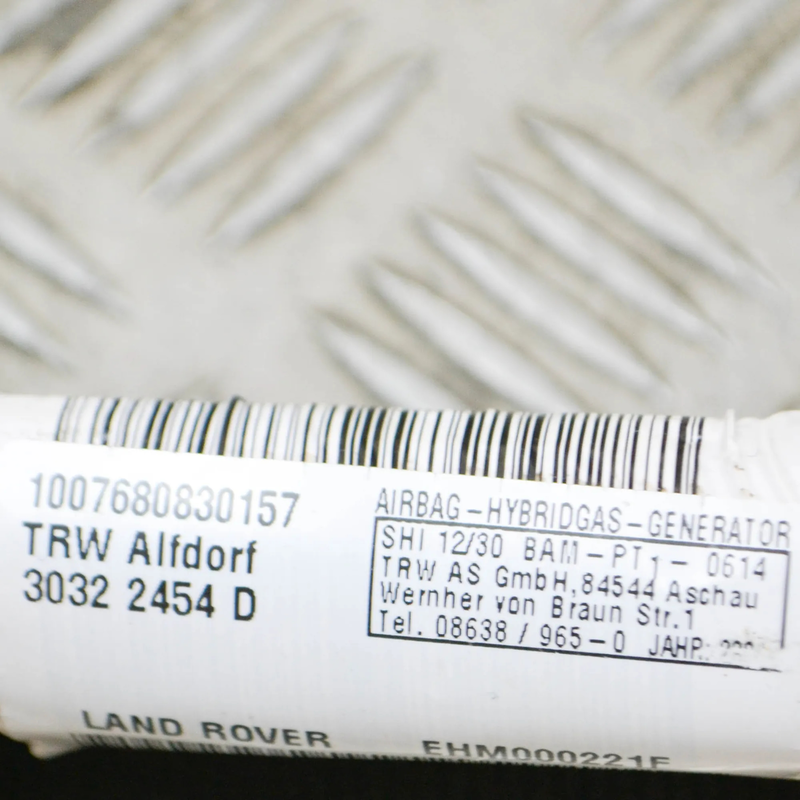 1007680830157
TRW Alfdorf
3032 2454 D
AIRBAG-HYBRIDGAS-GENERATOR
SHI 12/30 BAM-PT1-0614
TRW AS GmbH,84544 Aschau
Wernher von Braun Str.1
Tel. 08638 / 965-0 JAHR:
LAND ROVER EHM000221F